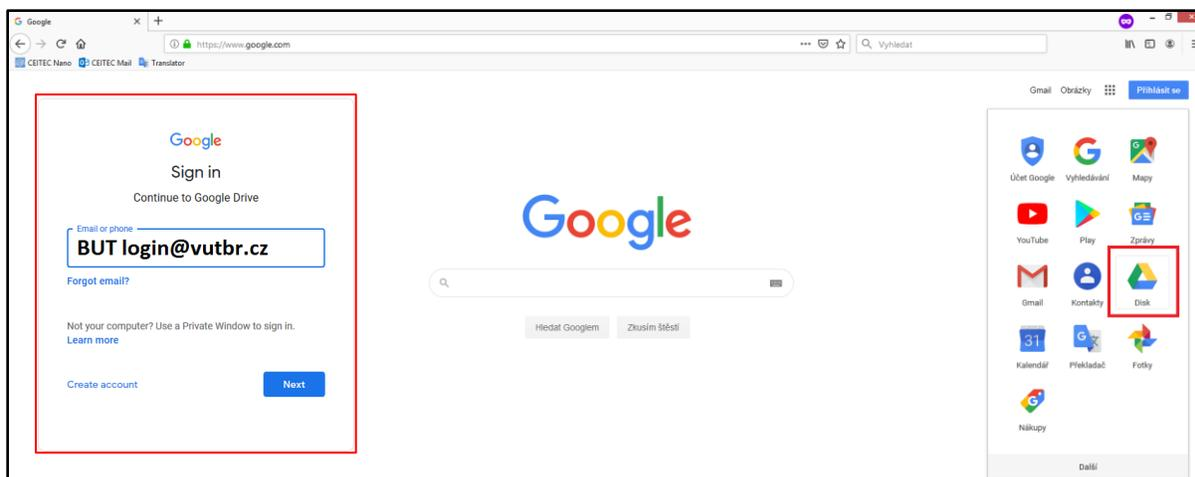 Google
https://www.google.com
Vyhledat
CEITEC Nano CEITEC Mail Translator
Gmail Obrázky Přihlásit se
Google
Sign in
Continue to Google Drive
Email or phone
BUT login@vutbr.cz
Forgot email?
Not your computer? Use a Private Window to sign in.
Learn more
Create account Next
Google
Hledat Googlem Zkusím štěstí
Účet Google Vyhledávání Mapy
YouTube Play Zprávy
Gmail Kontakty Disk
31
Kalendář Překladač Fotky
Nákupy
Další